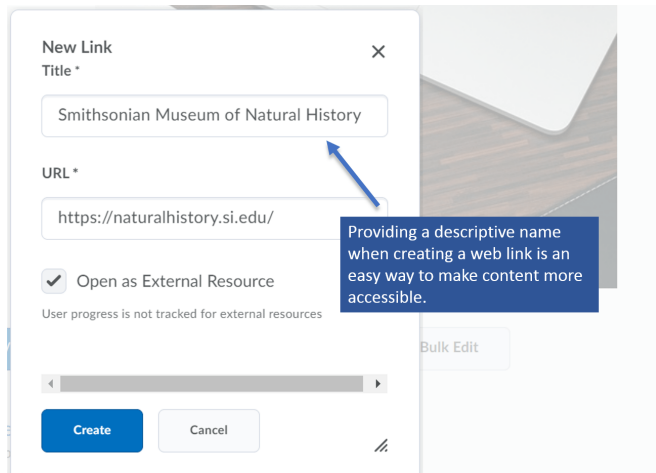 New Link
Title *
Smithsonian Museum of Natural History
URL *
https://naturalhistory.si.edu/
Providing a descriptive name
when creating a web link is an
easy way to make content more
accessible.
Open as External Resource
User progress is not tracked for external resources
Bulk Edit
Create
Cancel